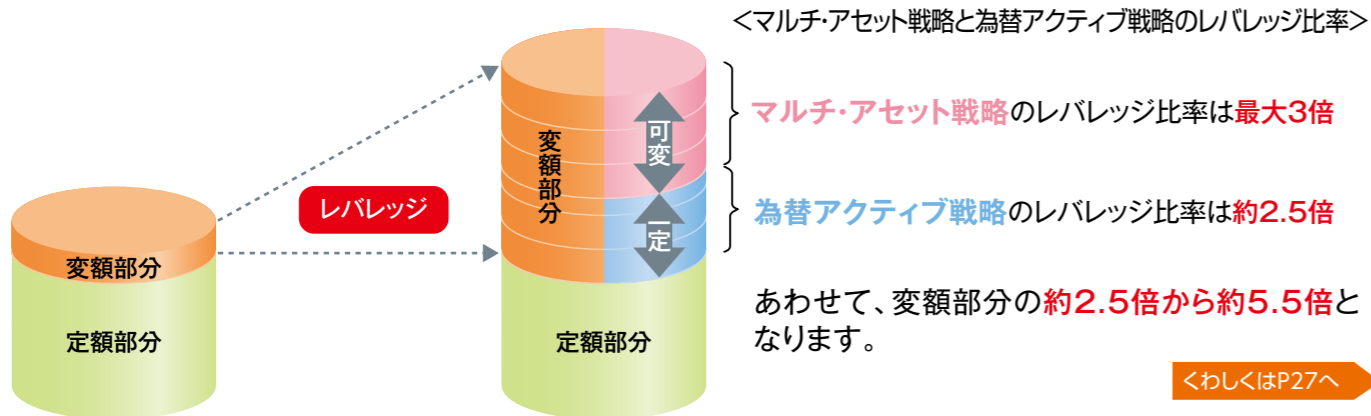 <マルチ・アセット戦略と為替アクティブ戦略のレバレッジ比率>
マルチ・アセット戦略のレバレッジ比率は最大3倍
為替アクティブ戦略のレバレッジ比率は約2.5倍
あわせて、変額部分の約2.5倍から約5.5倍と
なります。
くわしくはP27へ
レバレッジ
変額部分
定額部分
変額部分
可変
一定
定額部分